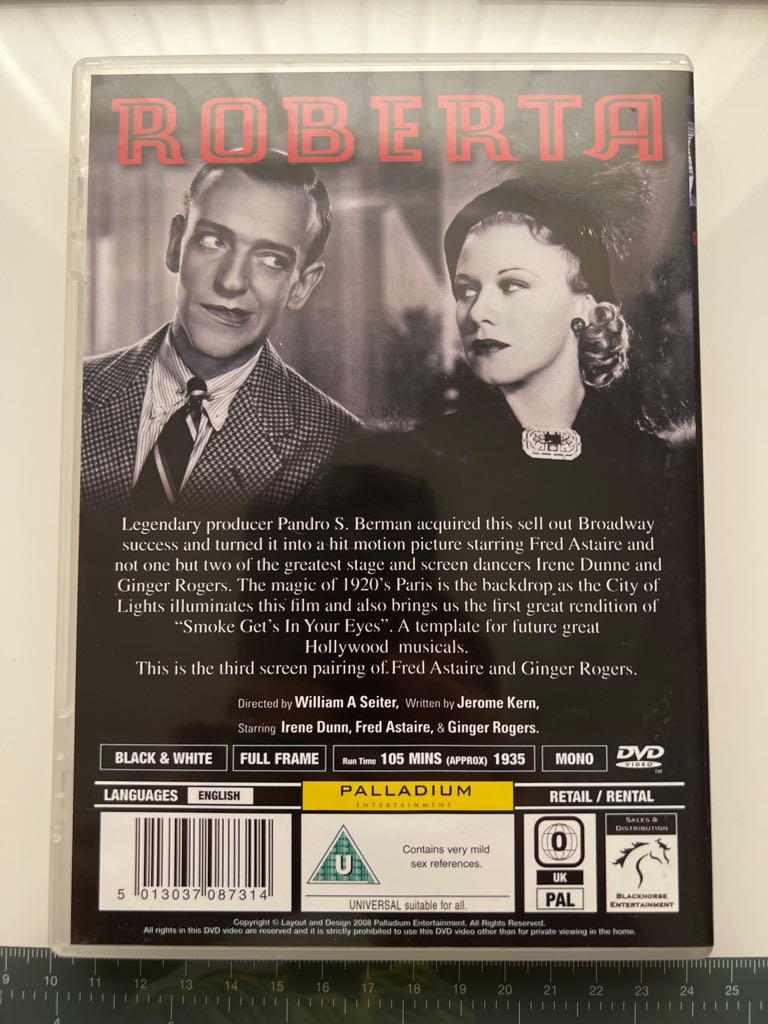 ROBERTA
Legendary producer Pandro S. Berman acquired this sell out Broadway
success and turned it into a hit motion picture starring Fred Astaire and
not one but two of the greatest stage and screen dancers Irene Dunne and
Ginger Rogers. The magic of 1920's Paris is the backdrop as the City of
Lights illuminates this film and also brings us the first great rendition of
“Smoke Get's In Your Eyes”. A template for future great
Hollywood musicals.
This is the third screen pairing of Fred Astaire and Ginger Rogers.
Directed by William A Seiter, Written by Jerome Kern,
Starring Irene Dunn, Fred Astaire, & Ginger Rogers.
BLACK & WHITE FULL FRAME Run Time 105 MINS (APPROX) 1935 MONO DVD VIDEO TM
LANGUAGES ENGLISH PALLADIUM ENTERTAINMENT RETAIL / RENTAL
5 013037 087314
U
Contains very mild
sex references.
UNIVERSAL suitable for all.
0
UK
PAL
SALES &
DISTRIBUTION
BLACKHORSE
ENTERTAINMENT
Copyright © Layout and Design 2008 Palladium Entertainment. All Rights Reserved.
All rights in this DVD video are reserved and it is strictly prohibited to use this DVD video other than for private viewing in the home.
9 10 11 12 13 14 15 16 17 18 19 20 21 22 23 24 25
4 5